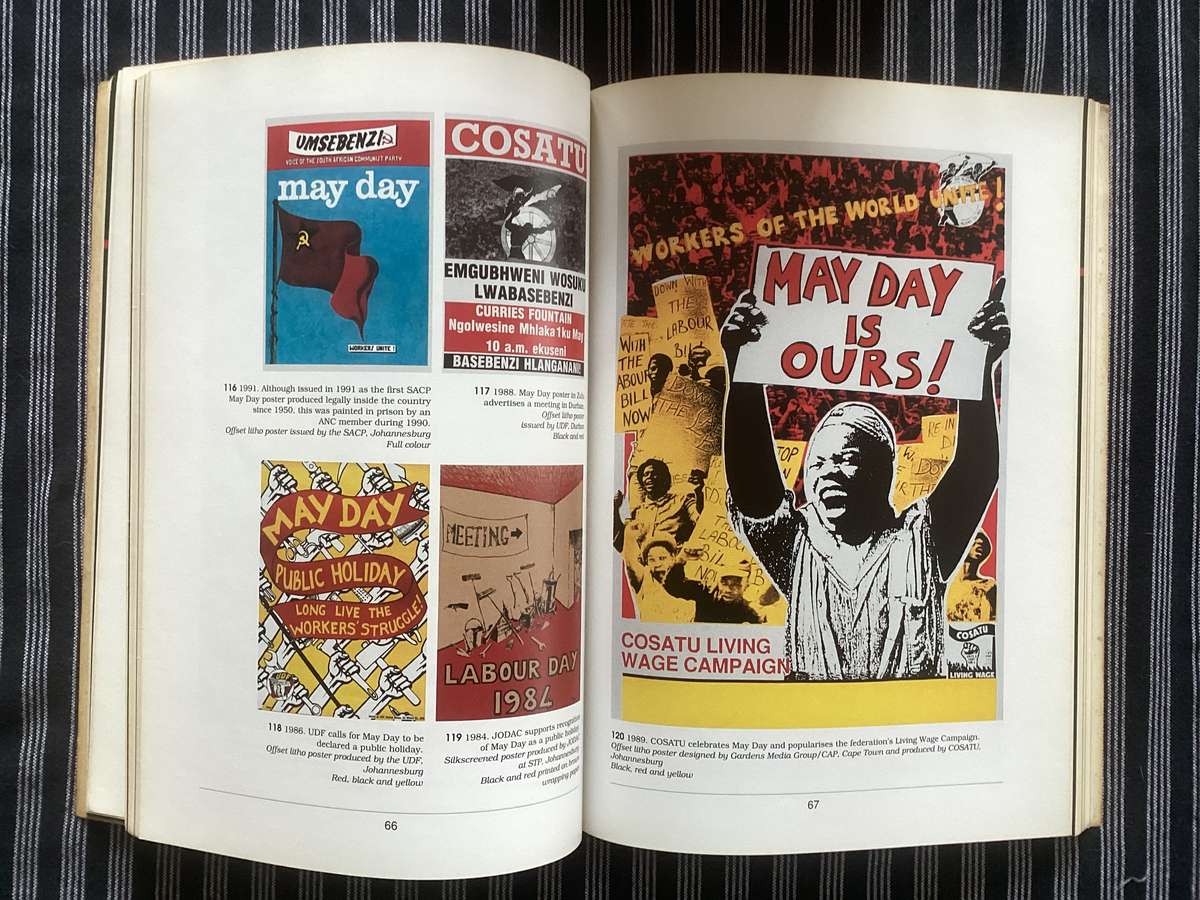 UMSEBENZI
VOICE OF THE SOUTH AFRICAN COMMUNIST PARTY
may day
WORKERS UNITE!
116 1991. Although issued in 1991 as the first SACP
May Day poster produced legally inside the country
since 1950, this was painted in prison by an
ANC member during 1990.
Offset litho poster issued by the SACP, Johannesburg
Full colour
COSATU
EMGUBHWENI WOSUKU
LWABASEBENZI
CURRIES FOUNTAIN
Ngolwesine Mhlaka 1 ku May
10 a.m. ekuseni
BASEBENZI HLANGANANI
117 1988. May Day poster in Zulu
advertises a meeting in Durban.
Offset litho poster
issued by UDF, Durban
Black and red
MAY DAY
PUBLIC HOLIDAY
LONG LIVE THE
WORKERS' STRUGGLE!
UDF
118 1986. UDF calls for May Day to be
declared a public holiday.
Offset litho poster produced by the UDF,
Johannesburg
Red, black and yellow
MEETING
LABOUR DAY
1984
119 1984. JODAC supports recognition
of May Day as a public holiday.
Silkscreened poster produced by JODAC
at STP, Johannesburg
Black and red printed on brown
wrapping paper
66
WORKERS OF THE WORLD UNITE!
MAY DAY
IS
OURS!
DOWN WITH
THE
LABOUR
BILL
WITH
THE
LABOUR
BILL
NOW
DOWN
STOP
RE IN
THE
LABOUR
BILL
NOW
COSATU LIVING
WAGE CAMPAIGN
COSATU
LIVING WAGE
120 1989. COSATU celebrates May Day and popularises the federation's Living Wage Campaign.
Offset litho poster designed by Gardens Media Group/CAP, Cape Town and produced by COSATU,
Johannesburg
Black, red and yellow
67